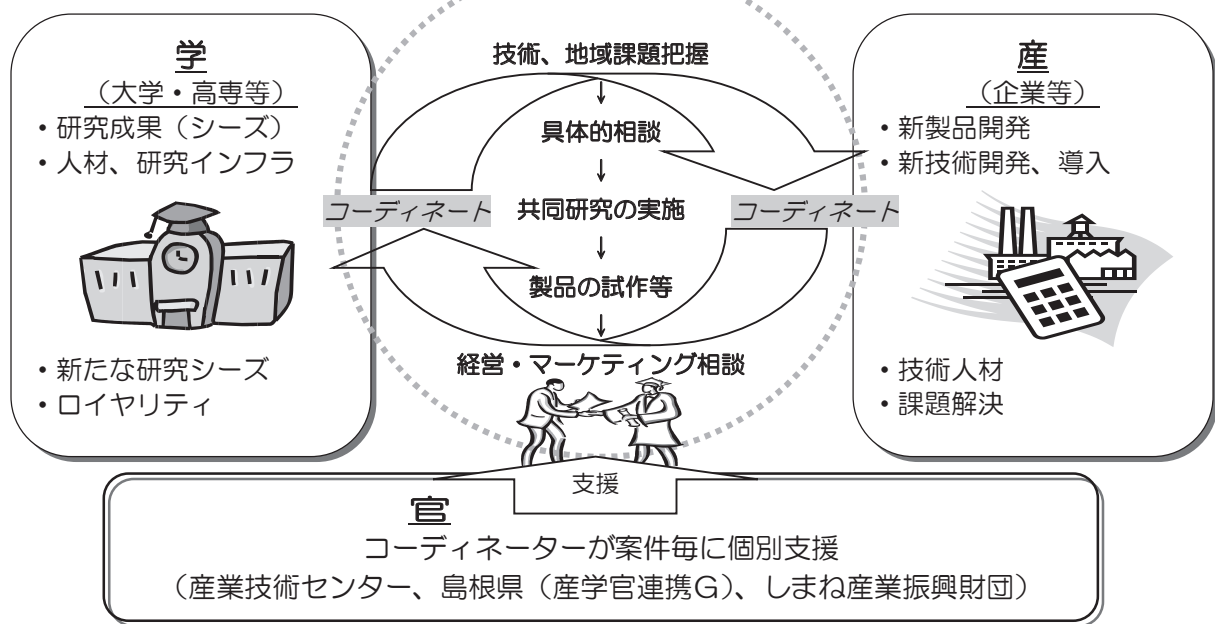 学
（大学・高専等）
・研究成果（シーズ）
・人材、研究インフラ
・新たな研究シーズ
・ロイヤリティ
技術、地域課題把握
↓
具体的相談
↓
共同研究の実施
↓
製品の試作等
↓
経営・マーケティング相談
コーディネート
コーディネート
産
（企業等）
・新製品開発
・新技術開発、導入
・技術人材
・課題解決
支援
官
コーディネーターが案件毎に個別支援
（産業技術センター、島根県（産学官連携G）、しまね産業振興財団）